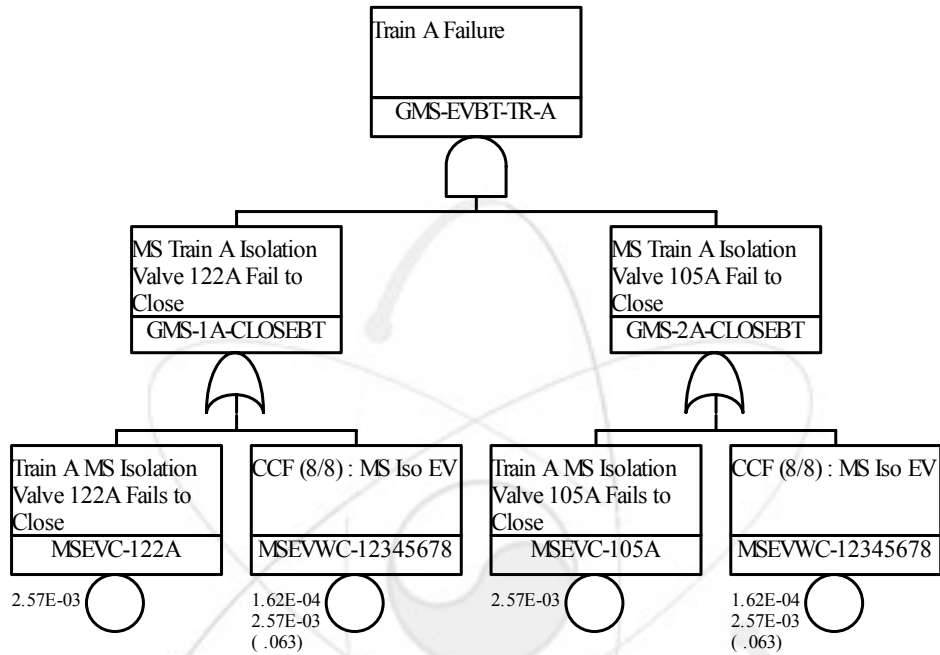 Train A Failure
GMS-EVBT-TR-A
MS Train A Isolation
Valve 122A Fail to
Close
GMS-1A-CLOSEBT
MS Train A Isolation
Valve 105A Fail to
Close
GMS-2A-CLOSEBT
Train A MS Isolation
Valve 122A Fails to
Close
MSEVC-122A
2.57E-03
CCF (8/8) : MS Iso EV
MSEVWC-12345678
1.62E-04
2.57E-03
( .063)
Train A MS Isolation
Valve 105A Fails to
Close
MSEVC-105A
2.57E-03
CCF (8/8) : MS Iso EV
MSEVWC-12345678
1.62E-04
2.57E-03
( .063)